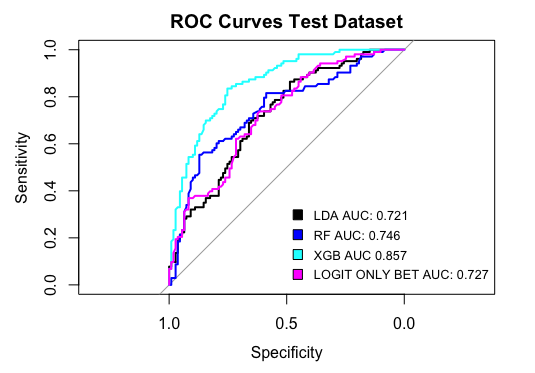 ROC Curves Test Dataset
Sensitivity
1.0
0.8
0.6
0.4
0.2
0.0
LDA AUC: 0.721
RF AUC: 0.746
XGB AUC 0.857
LOGIT ONLY BET AUC: 0.727
1.0 0.5 0.0
Specificity